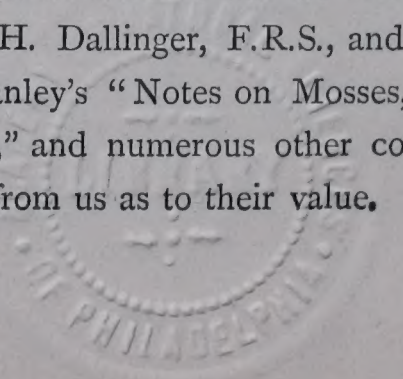 H. Dallinger, F.R.S., and
nley's "Notes on Mosses,
," and numerous other co
from us as to their value.
OF PHILADELPHIA